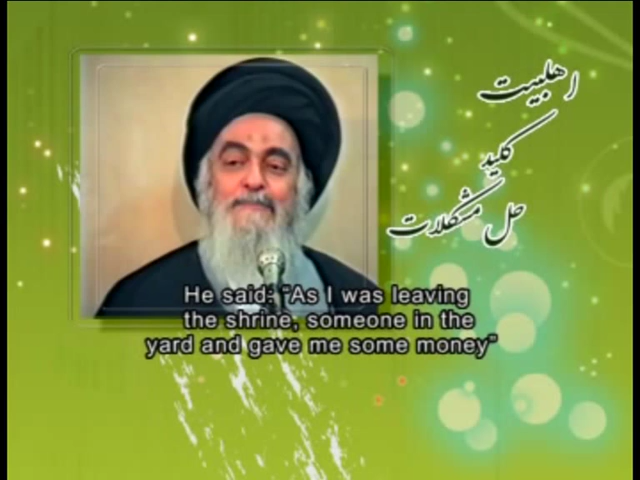 اهلبیت
کلید
حل مشکلات
He said: "As I was leaving
the shrine, someone in the
yard and gave me some money"